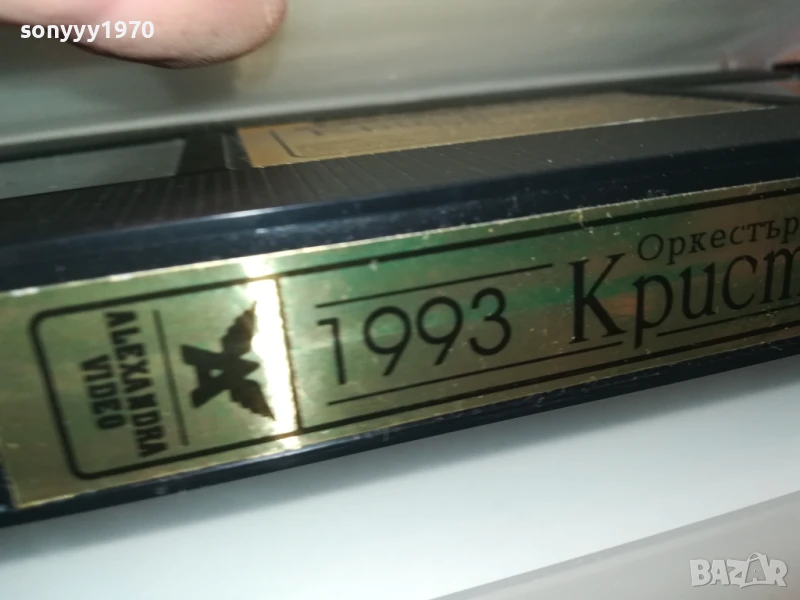 sonyyy1970
ALEXANDRA
VIDEO
1993
Оркестър
Крист
BAZAR